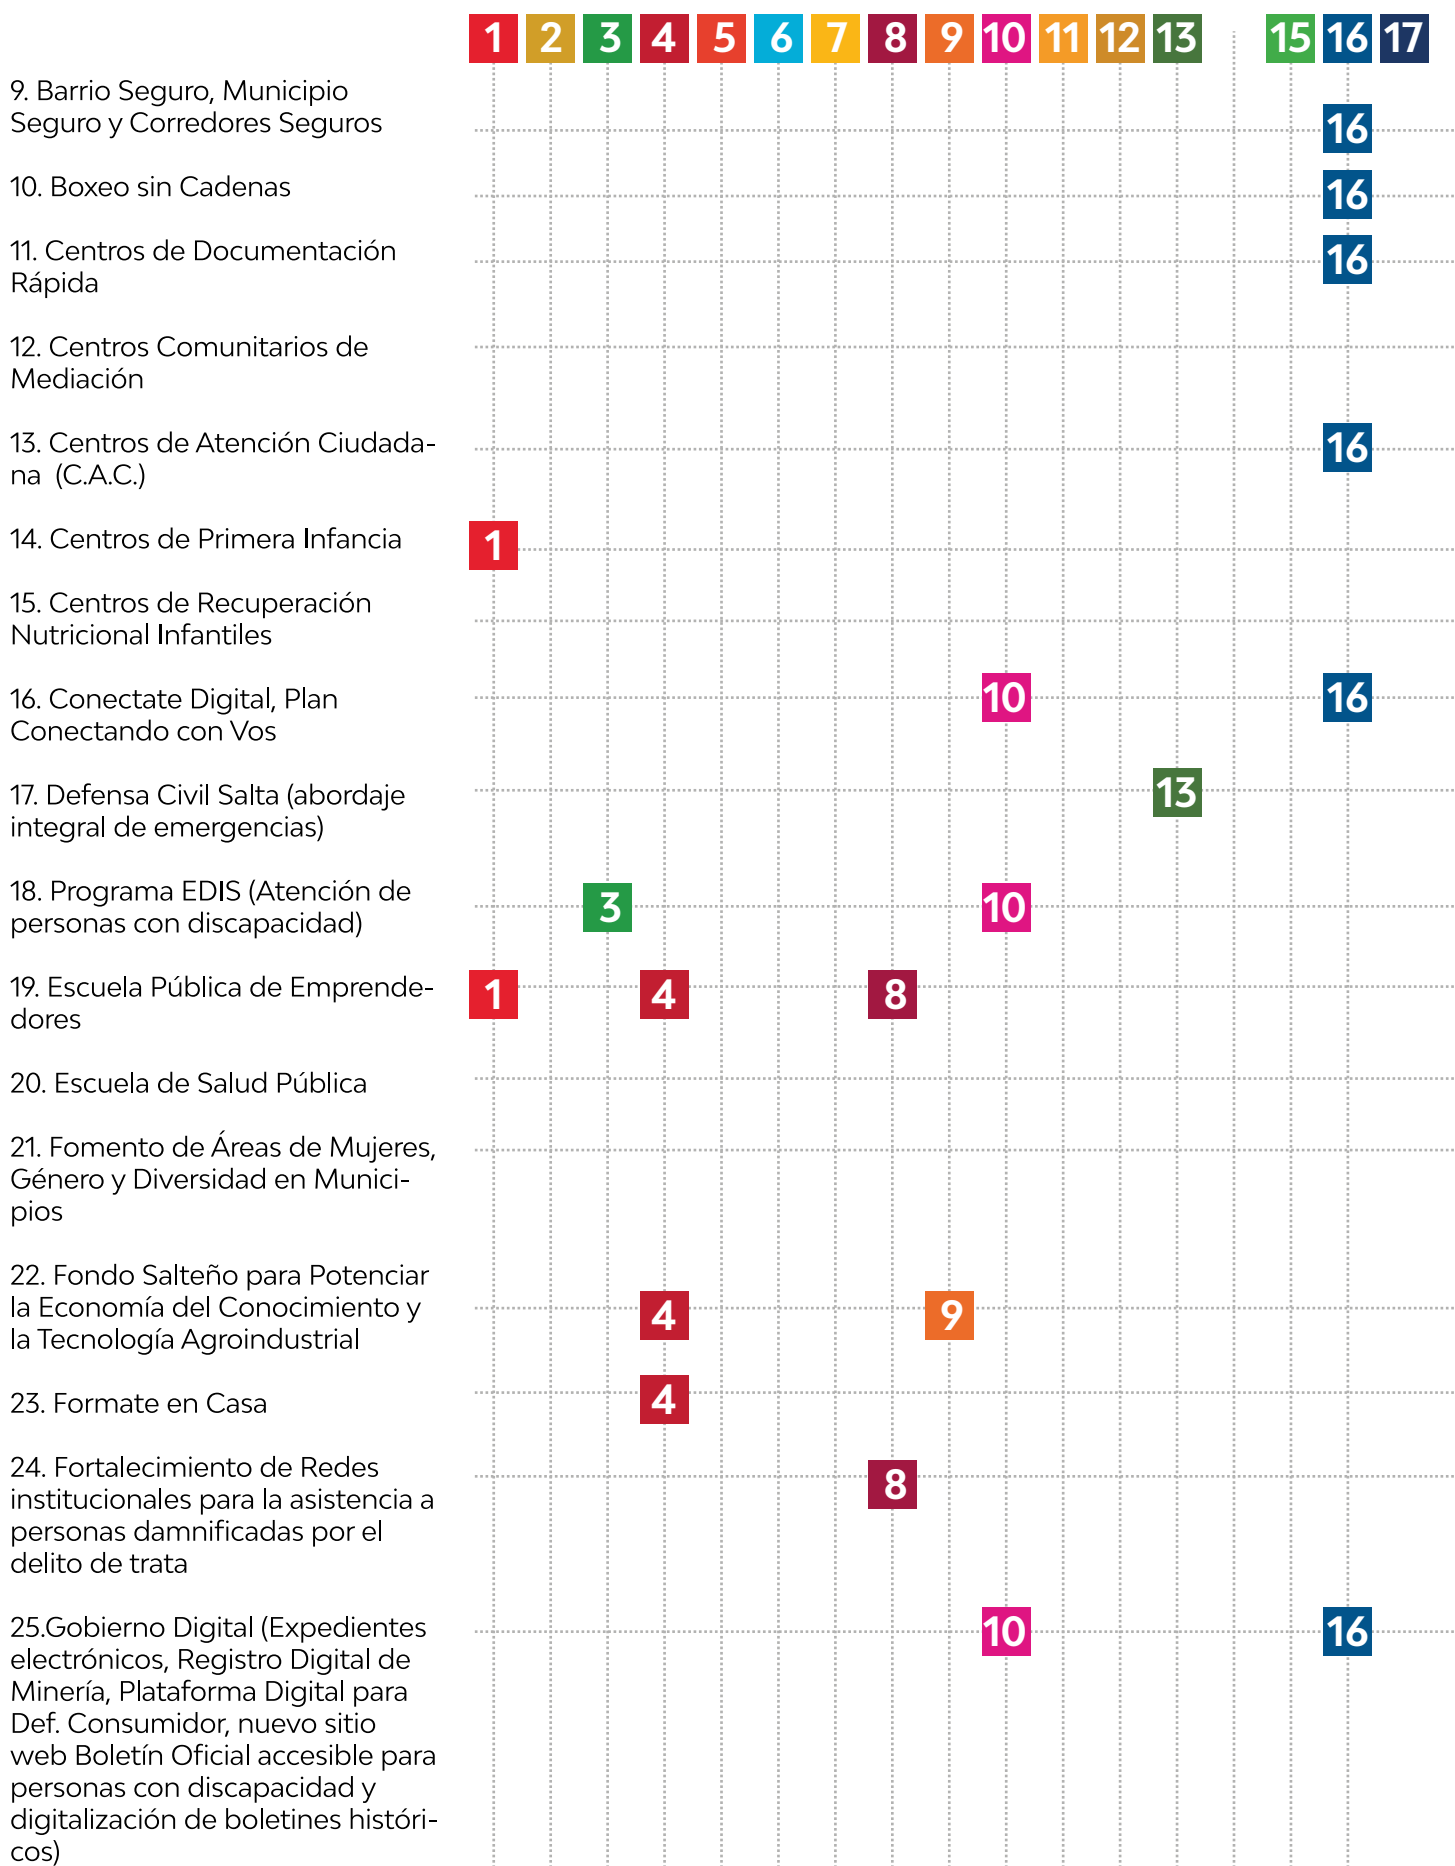 1 2 3 4 5 6 7 8 9 10 11 12 13 15 16 17
9. Barrio Seguro, Municipio
Seguro y Corredores Seguros
16
10. Boxeo sin Cadenas
16
11. Centros de Documentación
Rápida
16
12. Centros Comunitarios de
Mediación
13. Centros de Atención Ciudada-
na (C.A.C.)
16
14. Centros de Primera Infancia
1
15. Centros de Recuperación
Nutricional Infantiles
16. Conectate Digital, Plan
Conectando con Vos
10 16
17. Defensa Civil Salta (abordaje
integral de emergencias)
13
18. Programa EDIS (Atención de
personas con discapacidad)
3 10
19. Escuela Pública de Emprende-
dores
1 4 8
20. Escuela de Salud Pública
21. Fomento de Áreas de Mujeres,
Género y Diversidad en Munici-
pios
22. Fondo Salteño para Potenciar
la Economía del Conocimiento y
la Tecnología Agroindustrial
4 9
23. Formate en Casa
4
24. Fortalecimiento de Redes
institucionales para la asistencia a
personas damnificadas por el
delito de trata
8
25.Gobierno Digital (Expedientes
electrónicos, Registro Digital de
Minería, Plataforma Digital para
Def. Consumidor, nuevo sitio
web Boletín Oficial accesible para
personas con discapacidad y
digitalización de boletines históri-
cos)
10 16